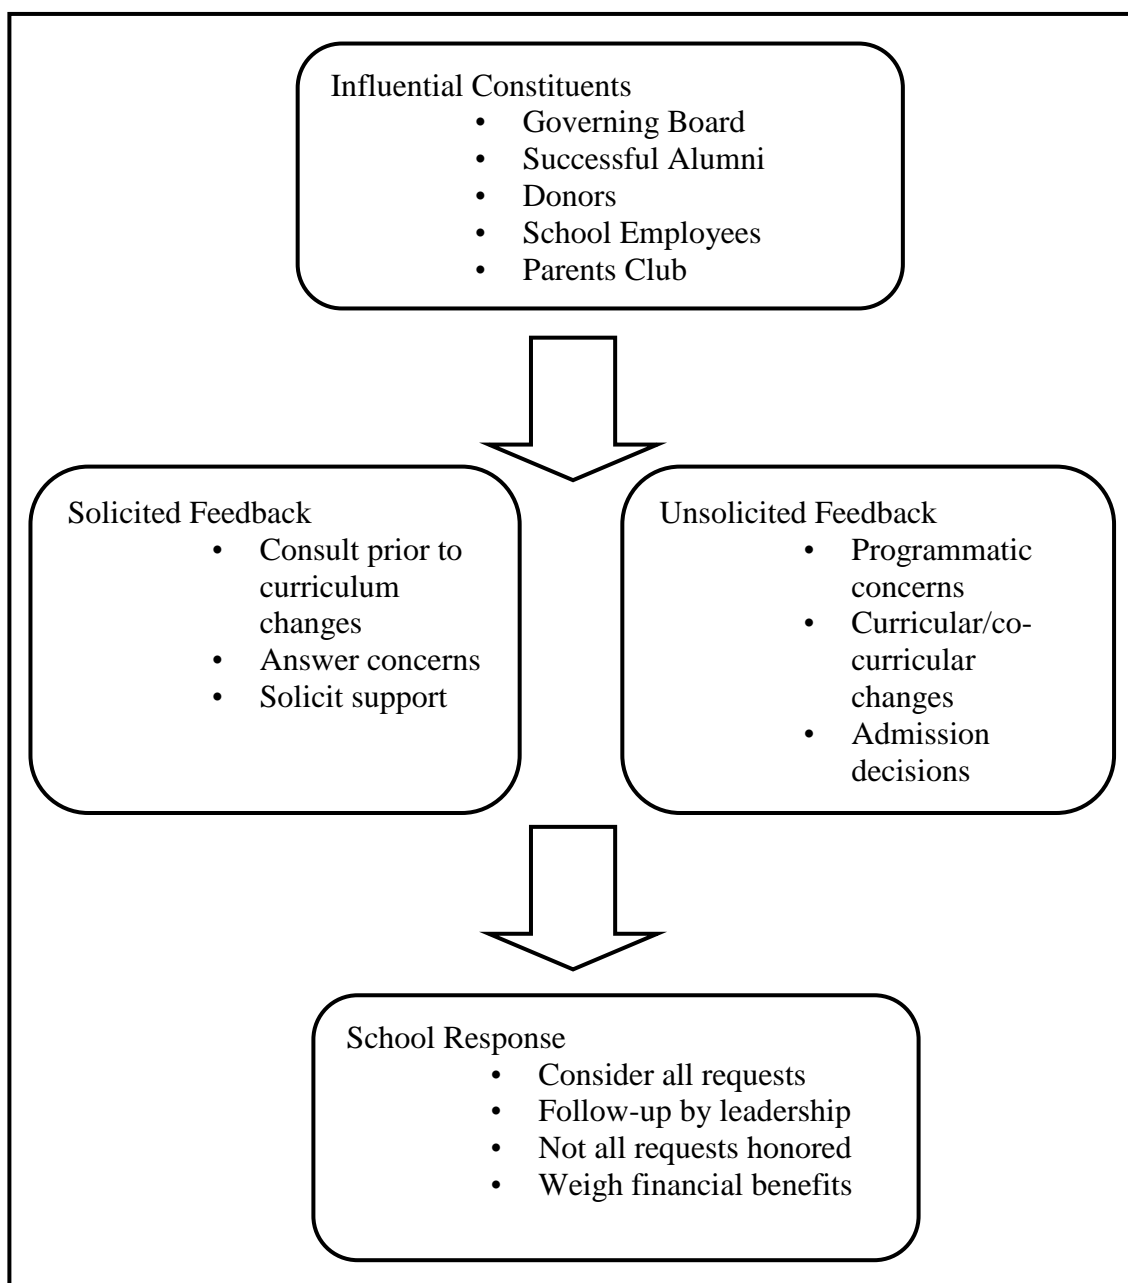 Influential Constituents
• Governing Board
• Successful Alumni
• Donors
• School Employees
• Parents Club
Solicited Feedback
• Consult prior to
curriculum
changes
• Answer concerns
• Solicit support
Unsolicited Feedback
• Programmatic
concerns
• Curricular/co-
curricular
changes
• Admission
decisions
School Response
• Consider all requests
• Follow-up by leadership
• Not all requests honored
• Weigh financial benefits